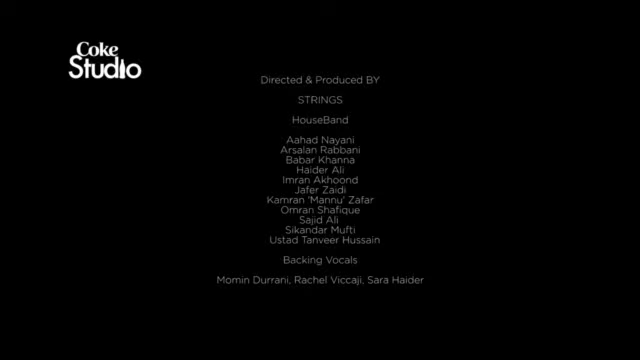 Coke
Studio
Directed & Produced BY
STRINGS
HouseBand
Aahad Nayani
Arsalan Rabbani
Babar Khanna
Haider Ali
Imran Akhoond
Jafer Zaidi
Kamran 'Mannu' Zafar
Omran Shafique
Sajid Ali
Sikandar Mufti
Ustad Tanveer Hussain
Backing Vocals
Momin Durrani, Rachel Viccaji, Sara Haider